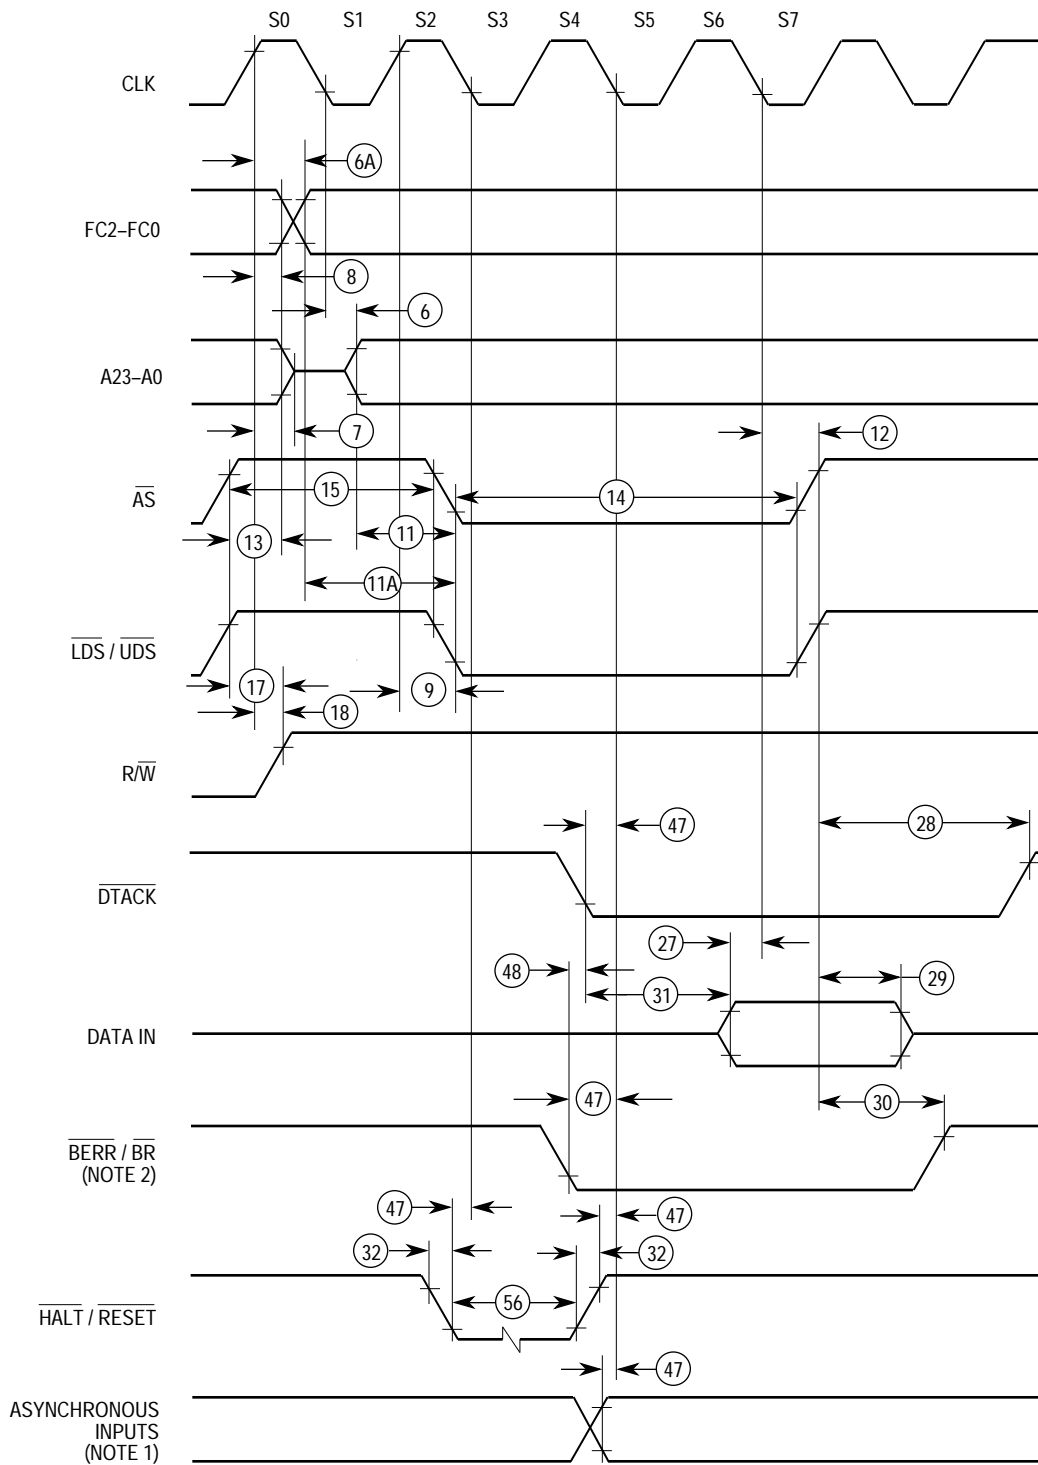 S0 S1 S2 S3 S4 S5 S6 S7
CLK
6A
FC2–FC0
8
6
A23–A0
7
12
AS
15
14
13
11
11A
LDS / UDS
17
9
18
R/W
47
28
DTACK
27
48
29
31
DATA IN
47
30
BERR / BR
(NOTE 2)
47
47
32
32
HALT / RESET
56
47
ASYNCHRONOUS
INPUTS
(NOTE 1)